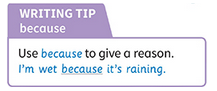 WRITING TIP
because
Use because to give a reason.
I'm wet because it's raining.